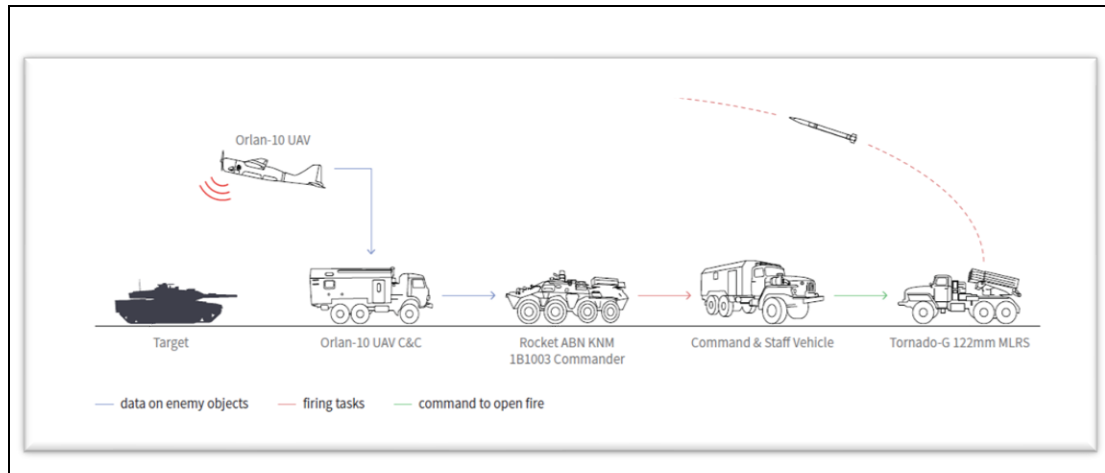 Orlan-10 UAV
Target
Orlan-10 UAV C&C
Rocket ABN KNM
1B1003 Commander
Command & Staff Vehicle
Tornado-G 122mm MLRS
data on enemy objects
firing tasks
command to open fire